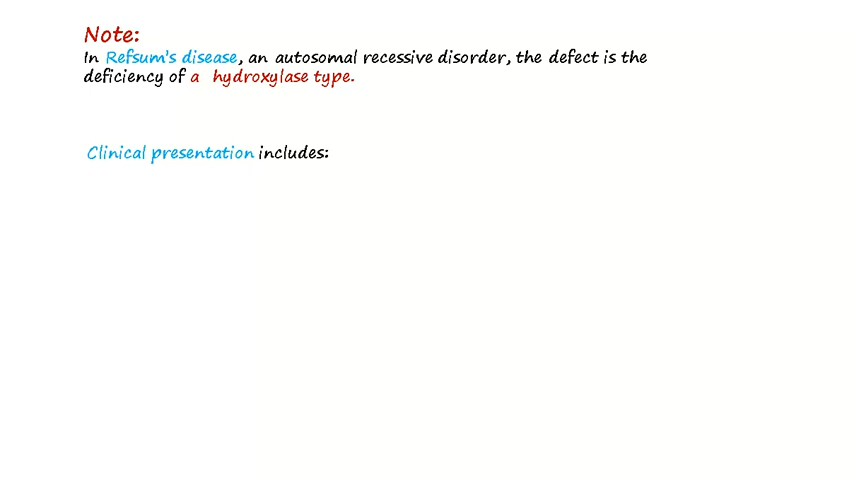 Note:
In Refsum's disease, an autosomal recessive disorder, the defect is the
deficiency of a hydroxylase type.
Clinical presentation includes: